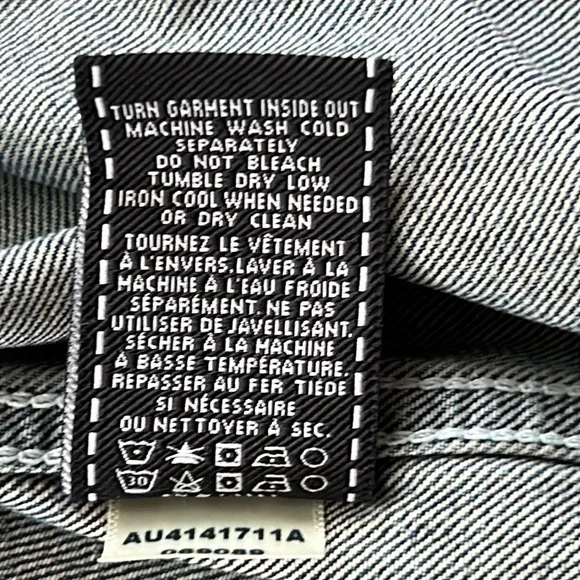 TURN GARMENT INSIDE OUT
MACHINE WASH COLD
SEPARATELY
DO NOT BLEACH
TUMBLE DRY LOW
IRON COOL WHEN NEEDED
OR DRY CLEAN
TOURNEZ LE VÊTEMENT
À L'ENVERS.LAVER À LA
MACHINE À L'EAU FROIDE
SÉPARÉMENT. NE PAS
UTILISER DE JAVELLISANT.
SÉCHER À LA MACHINE
À BASSE TEMPÉRATURE.
REPASSER AU FER TIÈDE
SI NÉCESSAIRE
OU NETTOYER À SEC.
30
AU4141711A